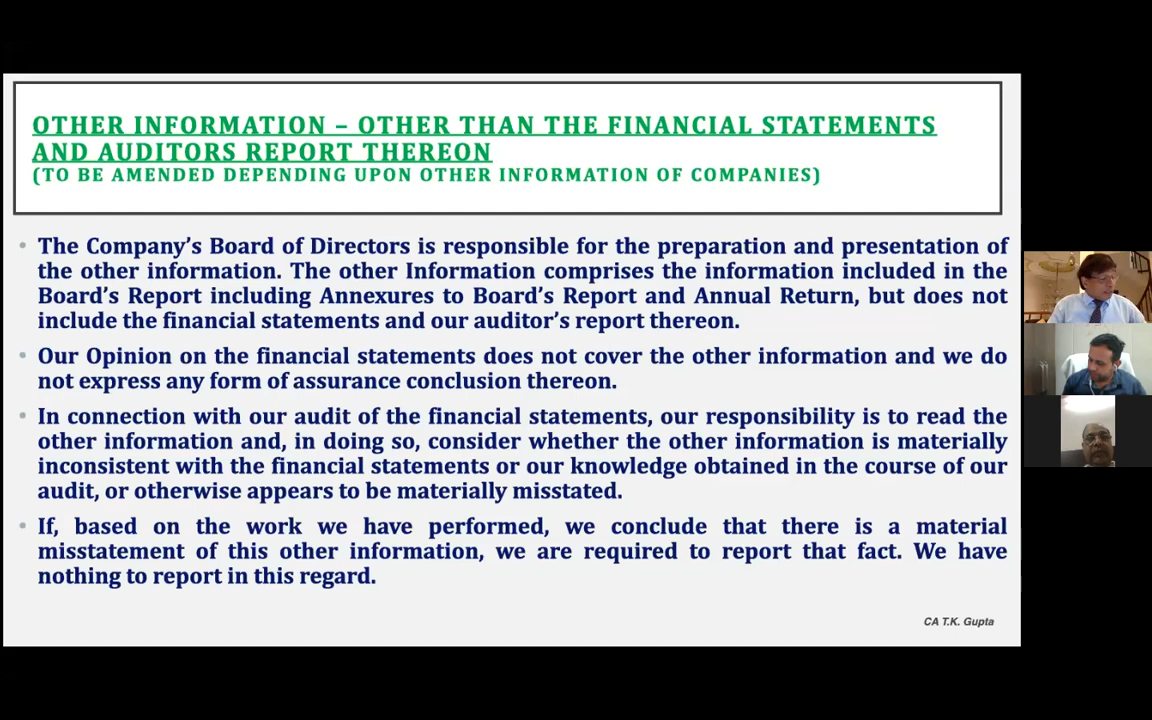 OTHER INFORMATION – OTHER THAN THE FINANCIAL STATEMENTS
AND AUDITORS REPORT THEREON
(TO BE AMENDED DEPENDING UPON OTHER INFORMATION OF COMPANIES)
• The Company’s Board of Directors is responsible for the preparation and presentation of
the other information. The other Information comprises the information included in the
Board’s Report including Annexures to Board’s Report and Annual Return, but does not
include the financial statements and our auditor’s report thereon.
• Our Opinion on the financial statements does not cover the other information and we do
not express any form of assurance conclusion thereon.
• In connection with our audit of the financial statements, our responsibility is to read the
other information and, in doing so, consider whether the other information is materially
inconsistent with the financial statements or our knowledge obtained in the course of our
audit, or otherwise appears to be materially misstated.
• If, based on the work we have performed, we conclude that there is a material
misstatement of this other information, we are required to report that fact. We have
nothing to report in this regard.
CA T.K. Gupta